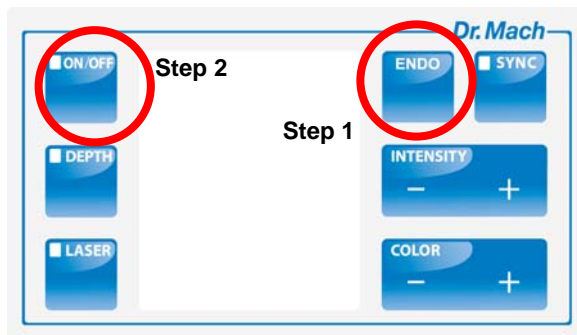 Dr. Mach
ON/OFF
Step 2
ENDO
SYNC
Step 1
DEPTH
INTENSITY
- +
LASER
COLOR
- +